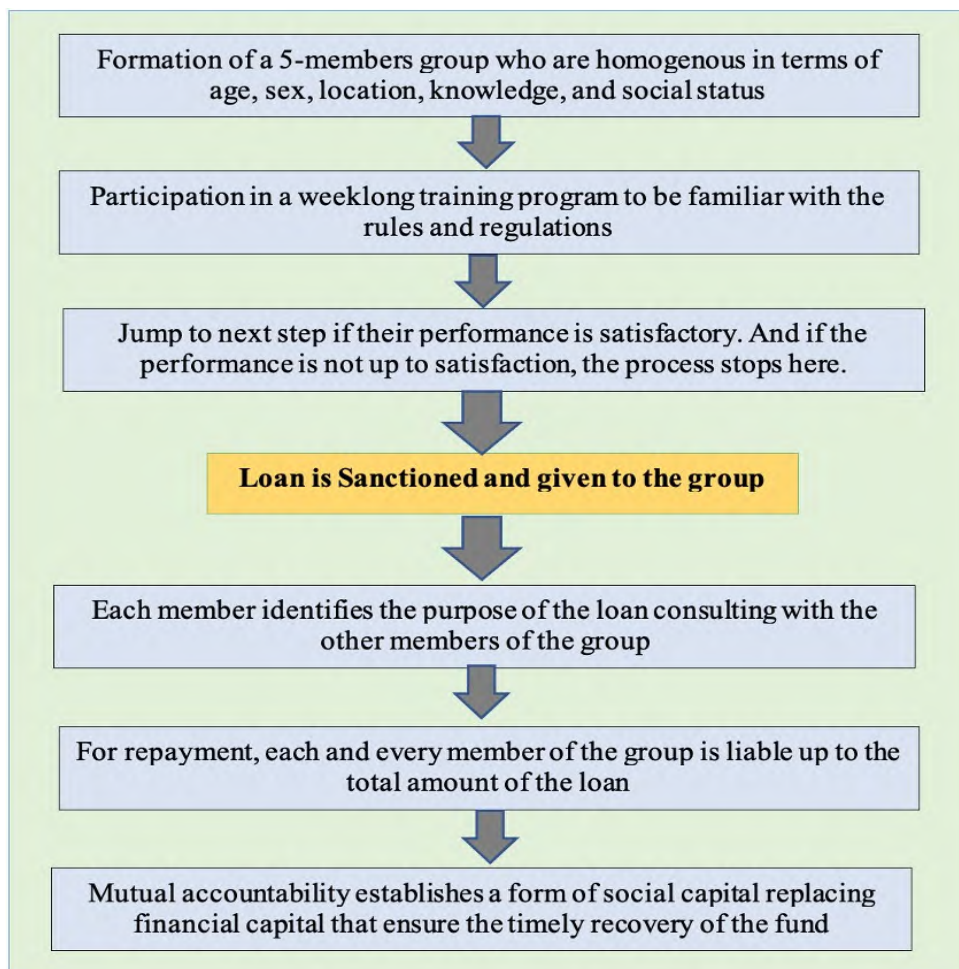 Formation of a 5-members group who are homogenous in terms of
age, sex, location, knowledge, and social status
Participation in a weeklong training program to be familiar with the
rules and regulations
Jump to next step if their performance is satisfactory. And if the
performance is not up to satisfaction, the process stops here.
Loan is Sanctioned and given to the group
Each member identifies the purpose of the loan consulting with the
other members of the group
For repayment, each and every member of the group is liable up to the
total amount of the loan
Mutual accountability establishes a form of social capital replacing
financial capital that ensure the timely recovery of the fund